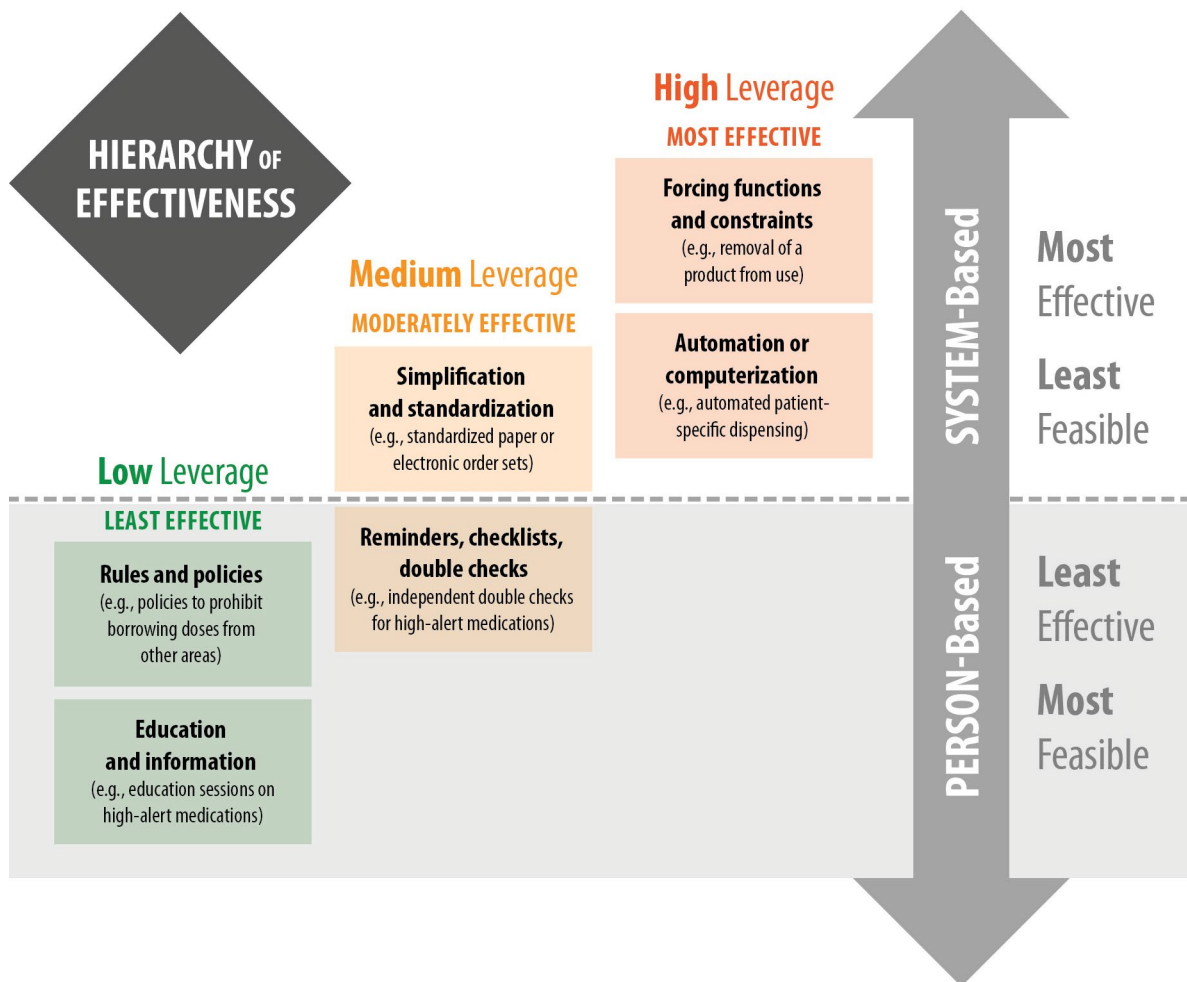 HIERARCHY OF
EFFECTIVENESS
High Leverage
MOST EFFECTIVE
Forcing functions
and constraints
(e.g., removal of a
product from use)
Automation or
computerization
(e.g., automated patient-
specific dispensing)
Medium Leverage
MODERATELY EFFECTIVE
Simplification
and standardization
(e.g., standardized paper or
electronic order sets)
Reminders, checklists,
double checks
(e.g., independent double checks
for high-alert medications)
Low Leverage
LEAST EFFECTIVE
Rules and policies
(e.g., policies to prohibit
borrowing doses from
other areas)
Education
and information
(e.g., education sessions on
high-alert medications)
SYSTEM-Based
PERSON-Based
Most
Effective
Least
Feasible
Least
Effective
Most
Feasible